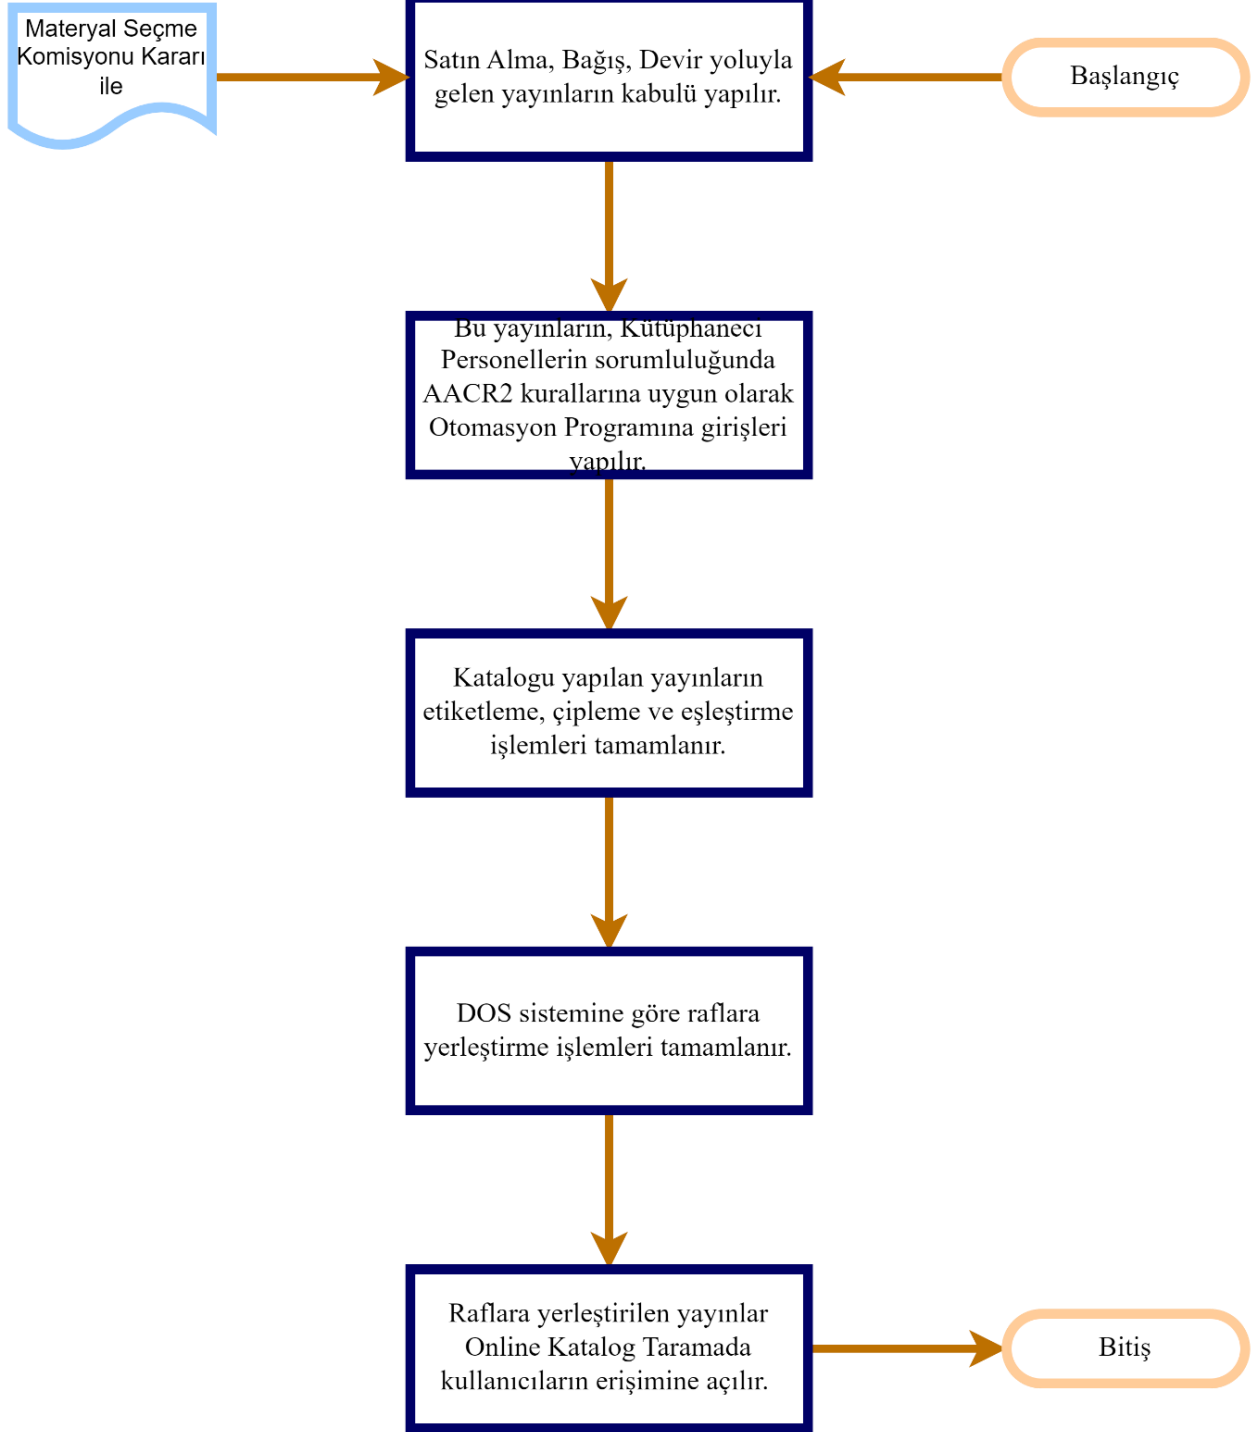 Materyal Seçme
Komisyonu Kararı
ile
Satın Alma, Bağış, Devir yoluyla
gelen yayınların kabulü yapılır.
Başlangıç
Bu yayınların, Kütüphaneci
Personellerin sorumluluğunda
AACR2 kurallarına uygun olarak
Otomasyon Programına girişleri
yapılır.
Katalogu yapılan yayınların
etiketleme, çipleme ve eşleştirme
işlemleri tamamlanır.
DOS sistemine göre raflara
yerleştirme işlemleri tamamlanır.
Raflara yerleştirilen yayınlar
Online Katalog Taramada
kullanıcıların erişimine açılır.
Bitiş